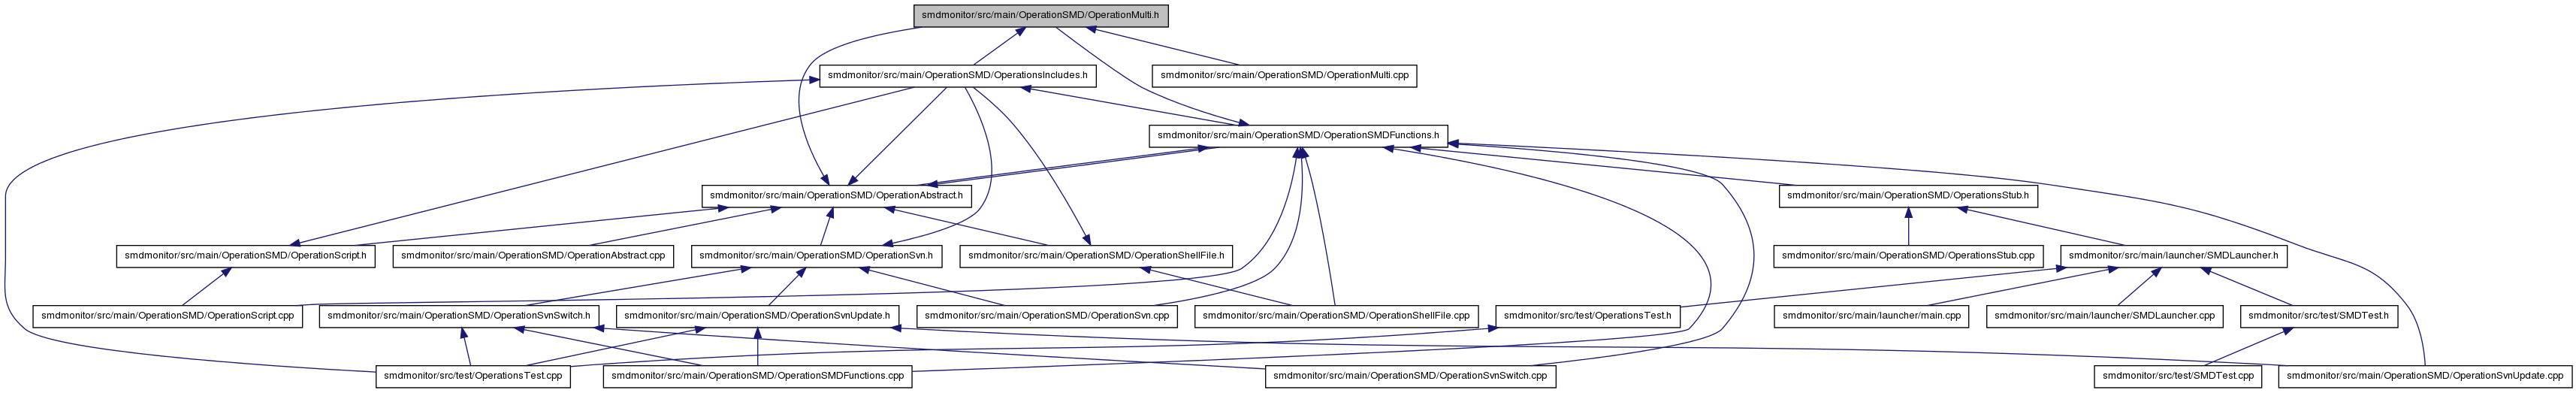 smdmonitor/src/main/OperationSMD/OperationMulti.h
smdmonitor/src/main/OperationSMD/OperationsIncludes.h
smdmonitor/src/main/OperationSMD/OperationMulti.cpp
smdmonitor/src/main/OperationSMD/OperationSMDFunctions.h
smdmonitor/src/main/OperationSMD/OperationAbstract.h
smdmonitor/src/main/OperationSMD/OperationsStub.h
smdmonitor/src/main/OperationSMD/OperationScript.h
smdmonitor/src/main/OperationSMD/OperationAbstract.cpp
smdmonitor/src/main/OperationSMD/OperationSvn.h
smdmonitor/src/main/OperationSMD/OperationShellFile.h
smdmonitor/src/main/OperationSMD/OperationsStub.cpp
smdmonitor/src/main/launcher/SMDLauncher.h
smdmonitor/src/main/OperationSMD/OperationScript.cpp
smdmonitor/src/main/OperationSMD/OperationSvnSwitch.h
smdmonitor/src/main/OperationSMD/OperationSvnUpdate.h
smdmonitor/src/main/OperationSMD/OperationSvn.cpp
smdmonitor/src/main/OperationSMD/OperationShellFile.cpp
smdmonitor/src/test/OperationsTest.h
smdmonitor/src/main/launcher/main.cpp
smdmonitor/src/main/launcher/SMDLauncher.cpp
smdmonitor/src/test/SMDTest.h
smdmonitor/src/test/OperationsTest.cpp
smdmonitor/src/main/OperationSMD/OperationSMDFunctions.cpp
smdmonitor/src/main/OperationSMD/OperationSvnSwitch.cpp
smdmonitor/src/test/SMDTest.cpp
smdmonitor/src/main/OperationSMD/OperationSvnUpdate.cpp